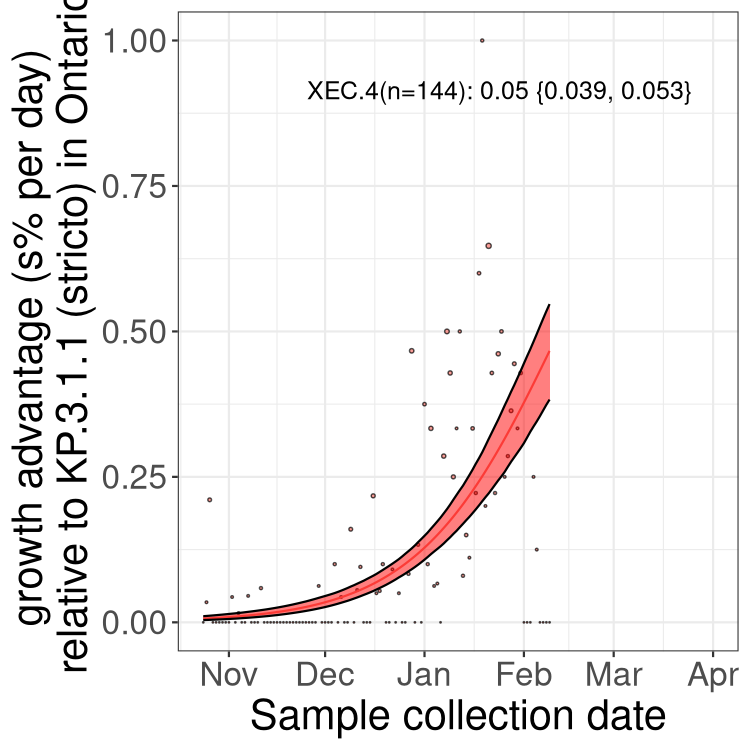 growth advantage (s% per day)
relative to KP.3.1.1 (stricto) in Ontario
1.00
0.75
0.50
0.25
0.00
XEC.4(n=144): 0.05 {0.039, 0.053}
Nov Dec Jan Feb Mar Apr
Sample collection date